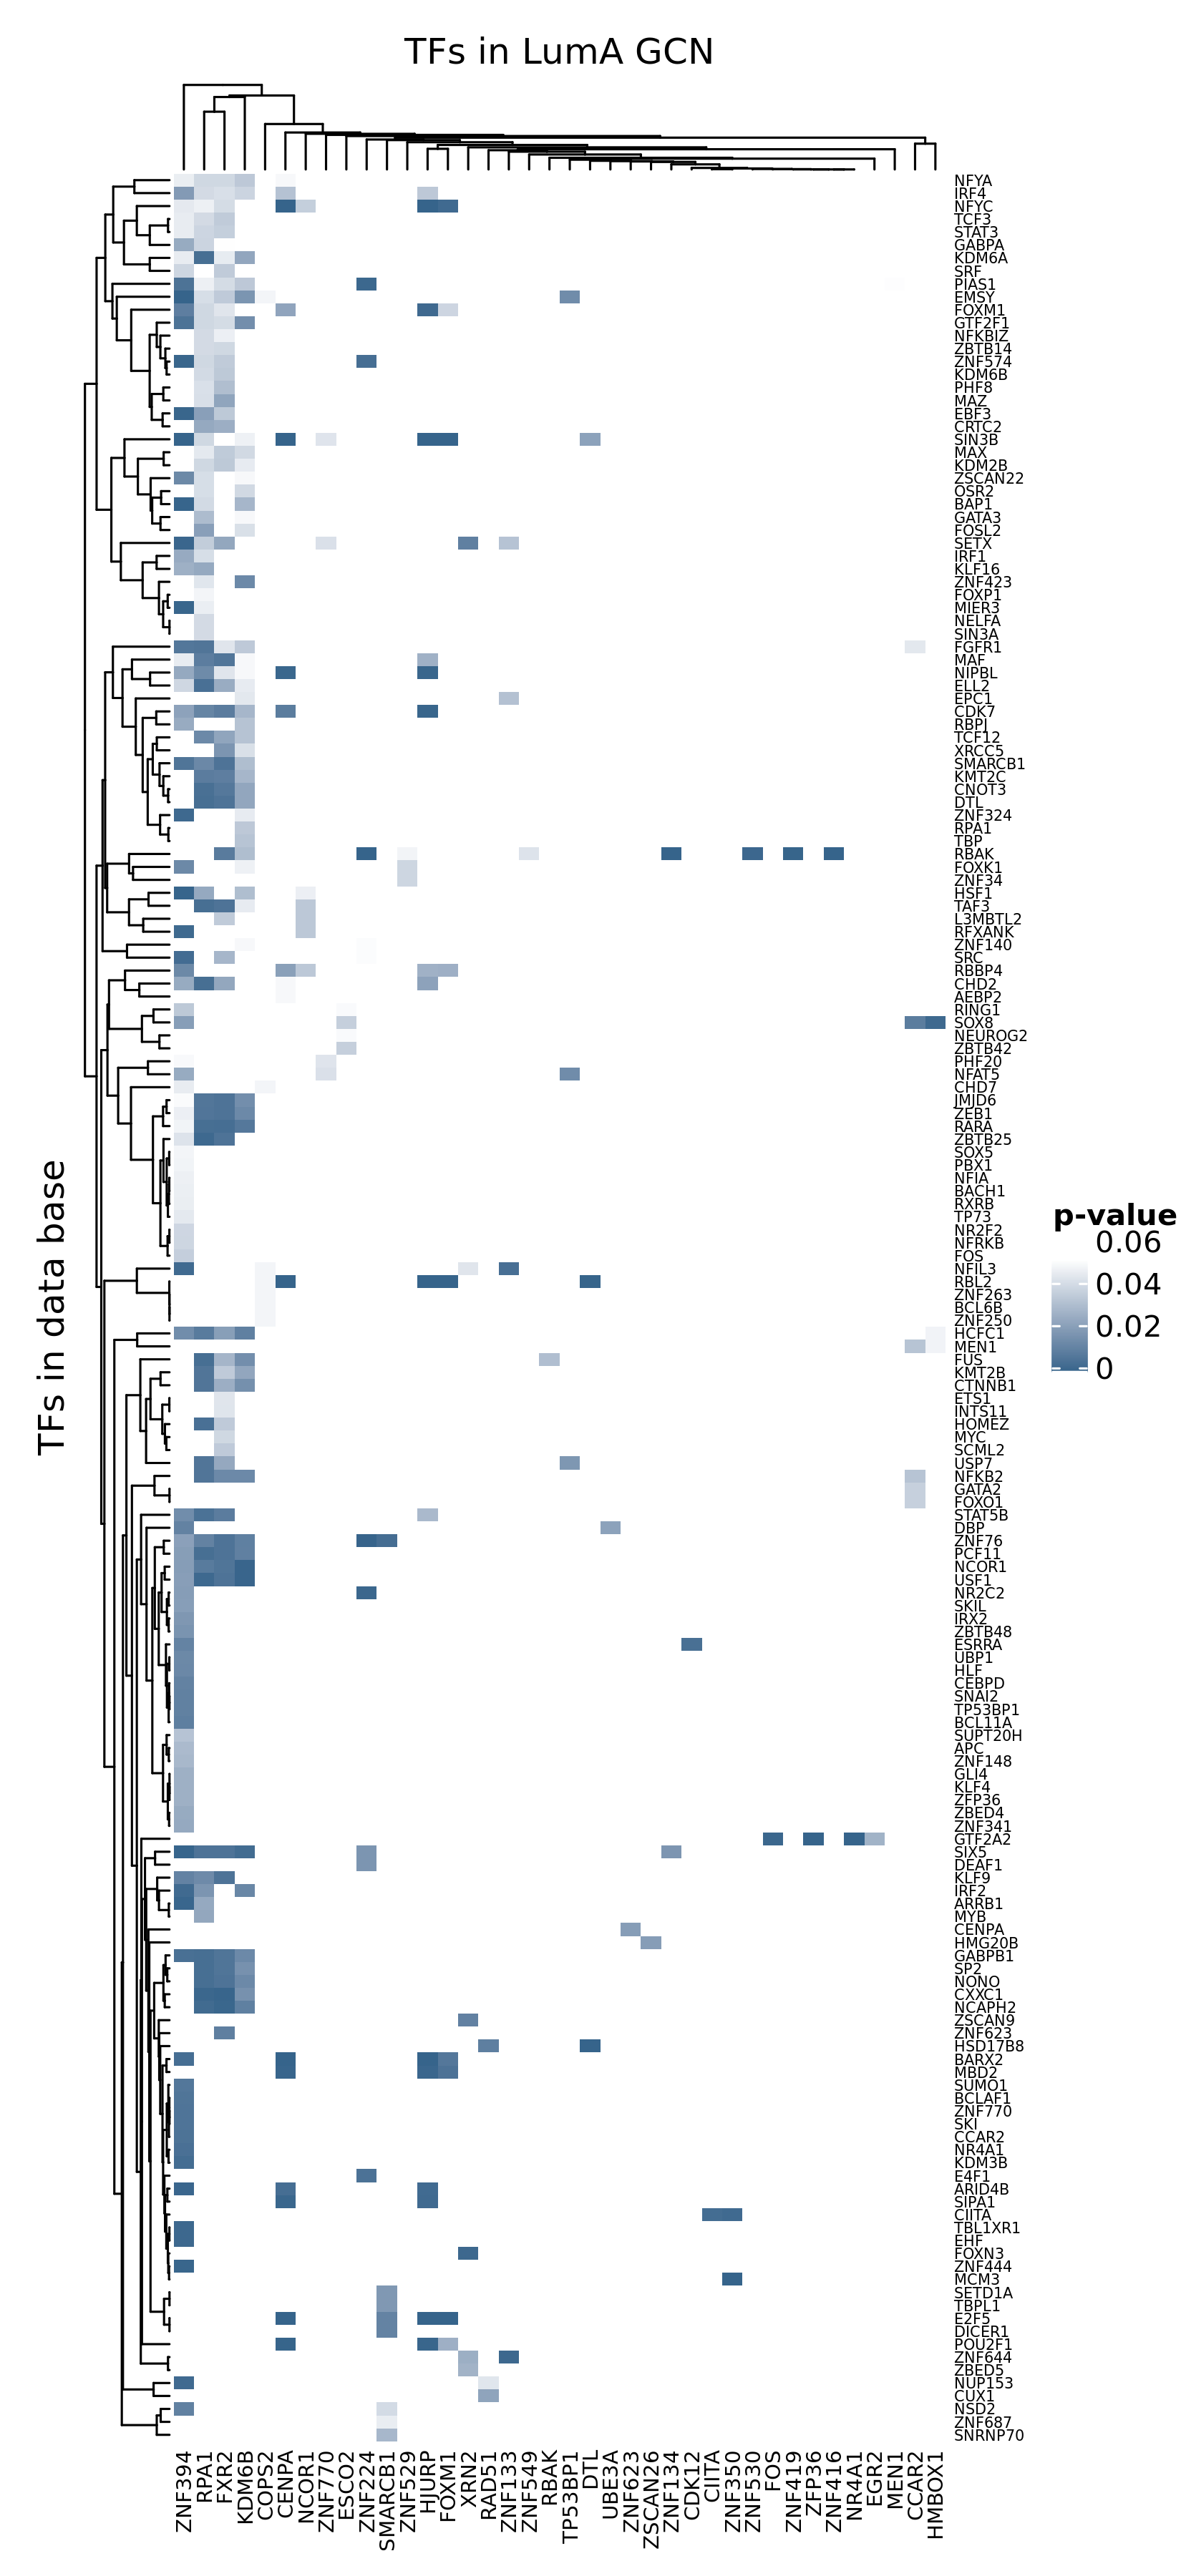 TFs in LumA GCN
NFYA
IRF4
NFYC
TCF3
STAT3
GABPA
KDM6A
SRF
PIAS1
EMSY
FOXM1
GTF2F1
NFKBIZ
ZBTB14
ZNF574
KDM6B
PHF8
MAZ
EBF3
CRTC2
SIN3B
MAX
KDM2B
ZSCAN22
OSR2
BAP1
GATA3
FOSL2
SETX
IRF1
KLF16
ZNF423
FOXP1
MIER3
NELFA
SIN3A
FGFR1
MAF
NIPBL
ELL2
EPC1
CDK7
RBPJ
TCF12
XRCC5
SMARCB1
KMT2C
CNOT3
DTL
ZNF324
RPA1
TBP
RBAK
FOXK1
ZNF34
HSF1
TAF3
L3MBTL2
RFXANK
ZNF140
SRC
RBBP4
CHD2
AEBP2
RING1
SOX8
NEUROG2
ZBTB42
PHF20
NFAT5
CHD7
JMJD6
ZEB1
RARA
ZBTB25
SOX5
PBX1
NFIA
BACH1
RXRB
TP73
NR2F2
NFRKB
FOS
NFIL3
RBL2
ZNF263
BCL6B
ZNF250
HCFC1
MEN1
FUS
KMT2B
CTNNB1
ETS1
INTS11
HOMEZ
MYC
SCML2
USP7
NFKB2
GATA2
FOXO1
STAT5B
DBP
ZNF76
PCF11
NCOR1
USF1
NR2C2
SKIL
IRX2
ZBTB48
ESRRA
UBP1
HLF
CEBPD
SNAI2
TP53BP1
BCL11A
SUPT20H
APC
ZNF148
GLI4
KLF4
ZFP36
ZBED4
ZNF341
GTF2A2
SIX5
DEAF1
KLF9
IRF2
ARRB1
MYB
CENPA
HMG20B
GABPB1
SP2
NONO
CXXC1
NCAPH2
ZSCAN9
ZNF623
HSD17B8
BARX2
MBD2
SUMO1
BCLAF1
ZNF770
SKI
CCAR2
NR4A1
KDM3B
E4F1
ARID4B
SIPA1
CIITA
TBL1XR1
EHF
FOXN3
ZNF444
MCM3
SETD1A
TBPL1
E2F5
DICER1
POU2F1
ZNF644
ZBED5
NUP153
CUX1
NSD2
ZNF687
SNRNP70
TFs in data base
p-value
0.06
0.04
0.02
0
ZNF394
RPA1
FXR2
KDM6B
COPS2
CENPA
NCOR1
ZNF770
ESCO2
ZNF224
SMARCB1
ZNF529
HJURP
FOXM1
XRN2
RAD51
ZNF133
ZNF549
RBAK
TP53BP1
DTL
UBE3A
ZNF623
ZSCAN26
ZNF134
CDK12
CIITA
ZNF350
ZNF530
FOS
ZNF419
ZFP36
ZNF416
NR4A1
EGR2
MEN1
CCAR2
HMBOX1